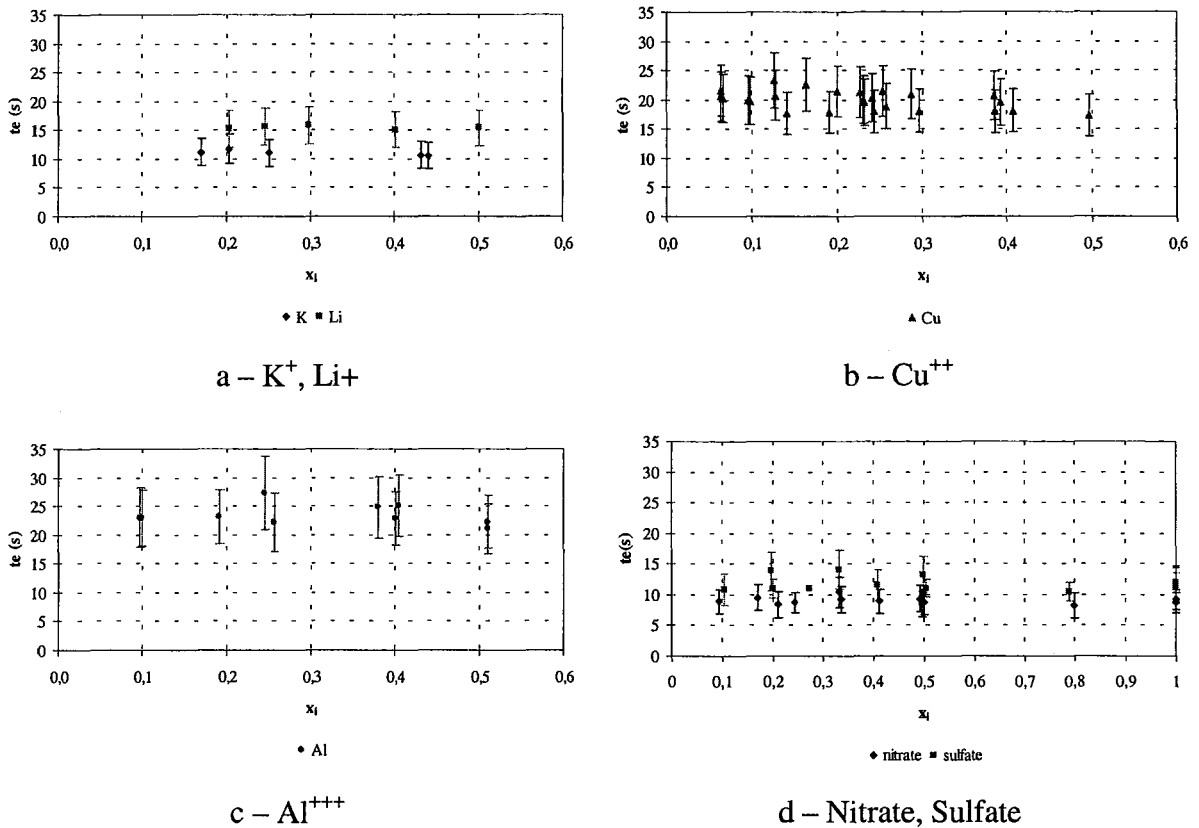 35
30
25
20
15
10
5
0
te (s)
0,0 0,1 0,2 0,3 0,4 0,5 0,6
xi
K Li
a – K+, Li+
35
30
25
20
15
10
5
0
te (s)
0,0 0,1 0,2 0,3 0,4 0,5 0,6
xi
Cu
b – Cu++
35
30
25
20
15
10
5
0
te (s)
0,0 0,1 0,2 0,3 0,4 0,5 0,6
xi
Al
c – Al+++
35
30
25
20
15
10
5
0
te(s)
0 0,1 0,2 0,3 0,4 0,5 0,6 0,7 0,8 0,9 1
xi
nitrate sulfate
d – Nitrate, Sulfate